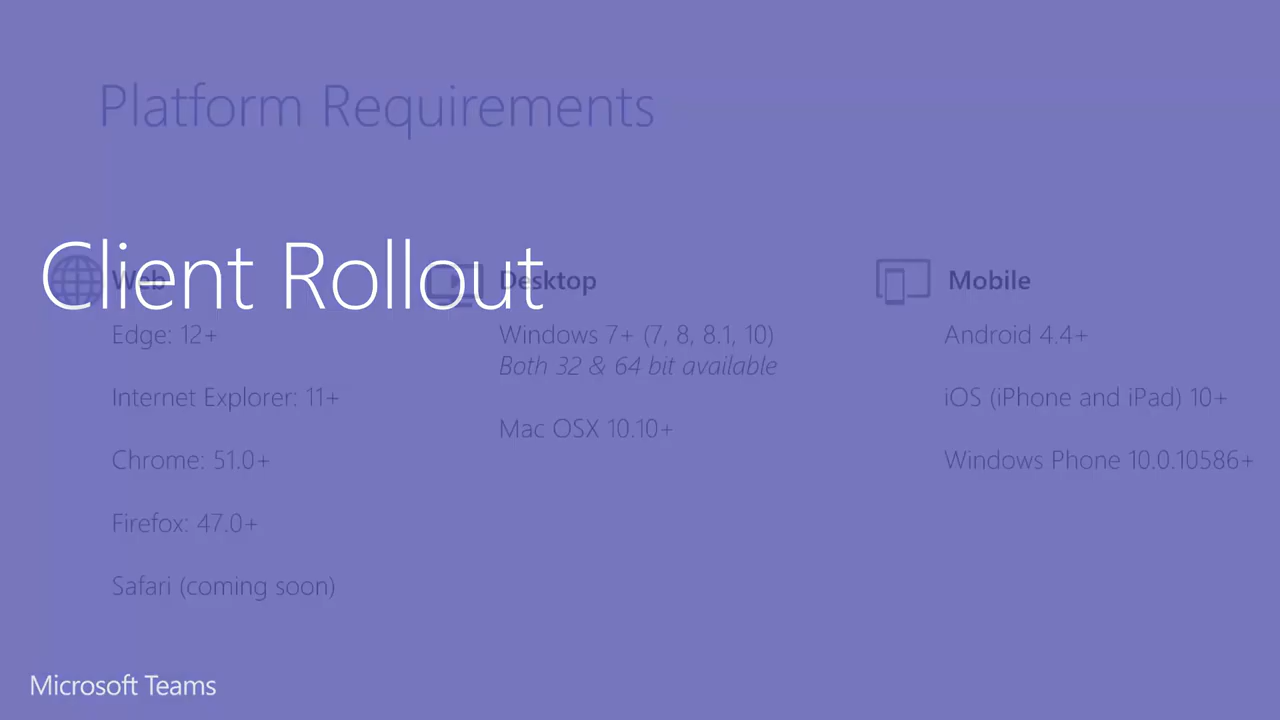 Platform Requirements
Client Rollout
Web
Edge: 12+
Internet Explorer: 11+
Chrome: 51.0+
Firefox: 47.0+
Safari (coming soon)
Desktop
Windows 7+ (7, 8, 8.1, 10)
Both 32 & 64 bit available
Mac OSX 10.10+
Mobile
Android 4.4+
iOS (iPhone and iPad) 10+
Windows Phone 10.0.10586+
Microsoft Teams